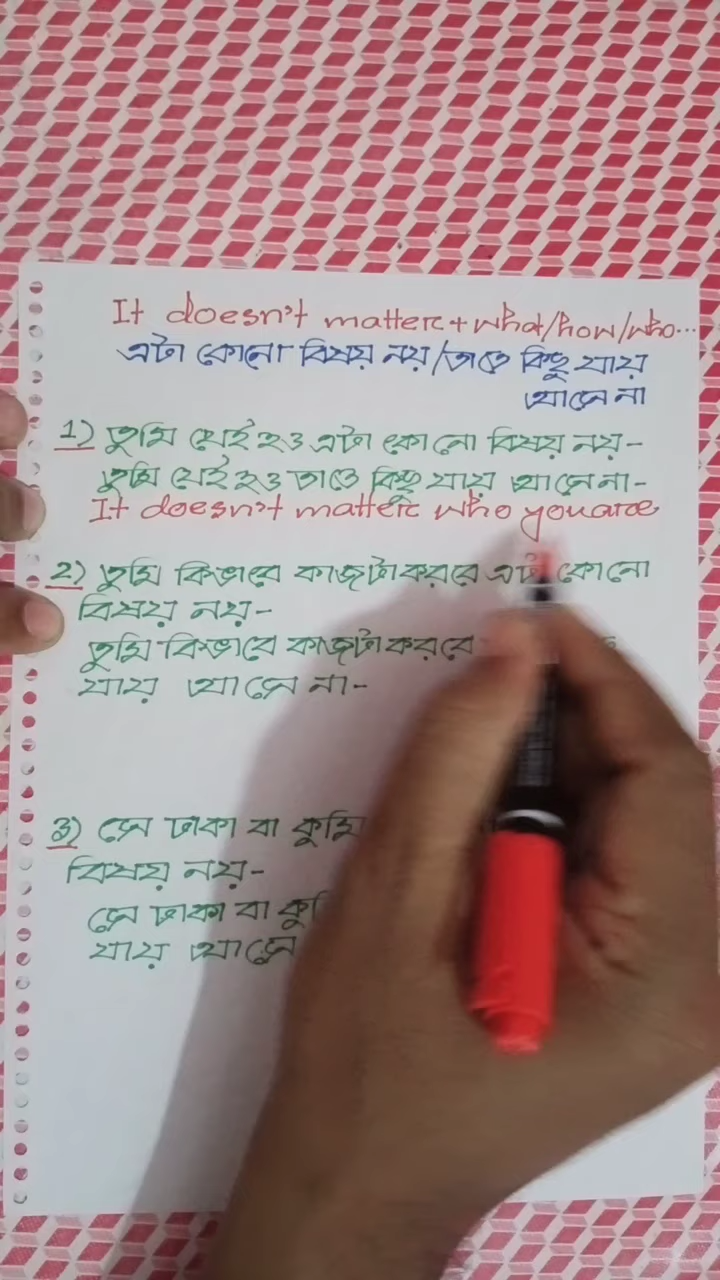 It doesn't matter + what/how/who...
এটা কোনো বিষয় নয়/তাতে কিছু যায়
আসে না
1) তুমি যেই হও এটা কোনো বিষয় নয়-
তুমি যেই হও তাতে কিছু যায় আসে না-
It doesn't matter who you are
2) তুমি কিভাবে কাজটা করবে এটা কোনো
বিষয় নয়-
তুমি কিভাবে কাজটা করবে
যায় আসে না-
3) সে ঢাকা বা কুমি
বিষয় নয়-
সে ঢাকা বা কু
যায় আসে